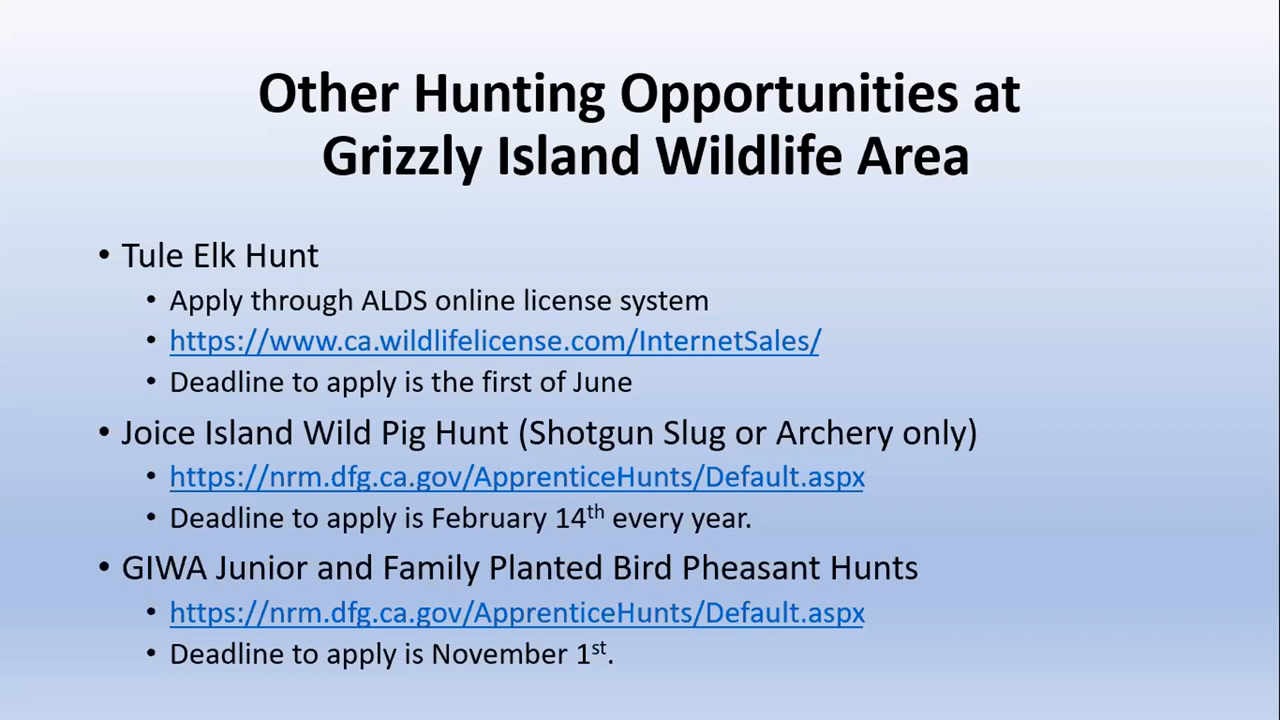 Other Hunting Opportunities at
Grizzly Island Wildlife Area
• Tule Elk Hunt
• Apply through ALDS online license system
• https://www.ca.wildlifelicense.com/InternetSales/
• Deadline to apply is the first of June
• Joice Island Wild Pig Hunt (Shotgun Slug or Archery only)
• https://nrm.dfg.ca.gov/ApprenticeHunts/Default.aspx
• Deadline to apply is February 14th every year.
• GIWA Junior and Family Planted Bird Pheasant Hunts
• https://nrm.dfg.ca.gov/ApprenticeHunts/Default.aspx
• Deadline to apply is November 1st.